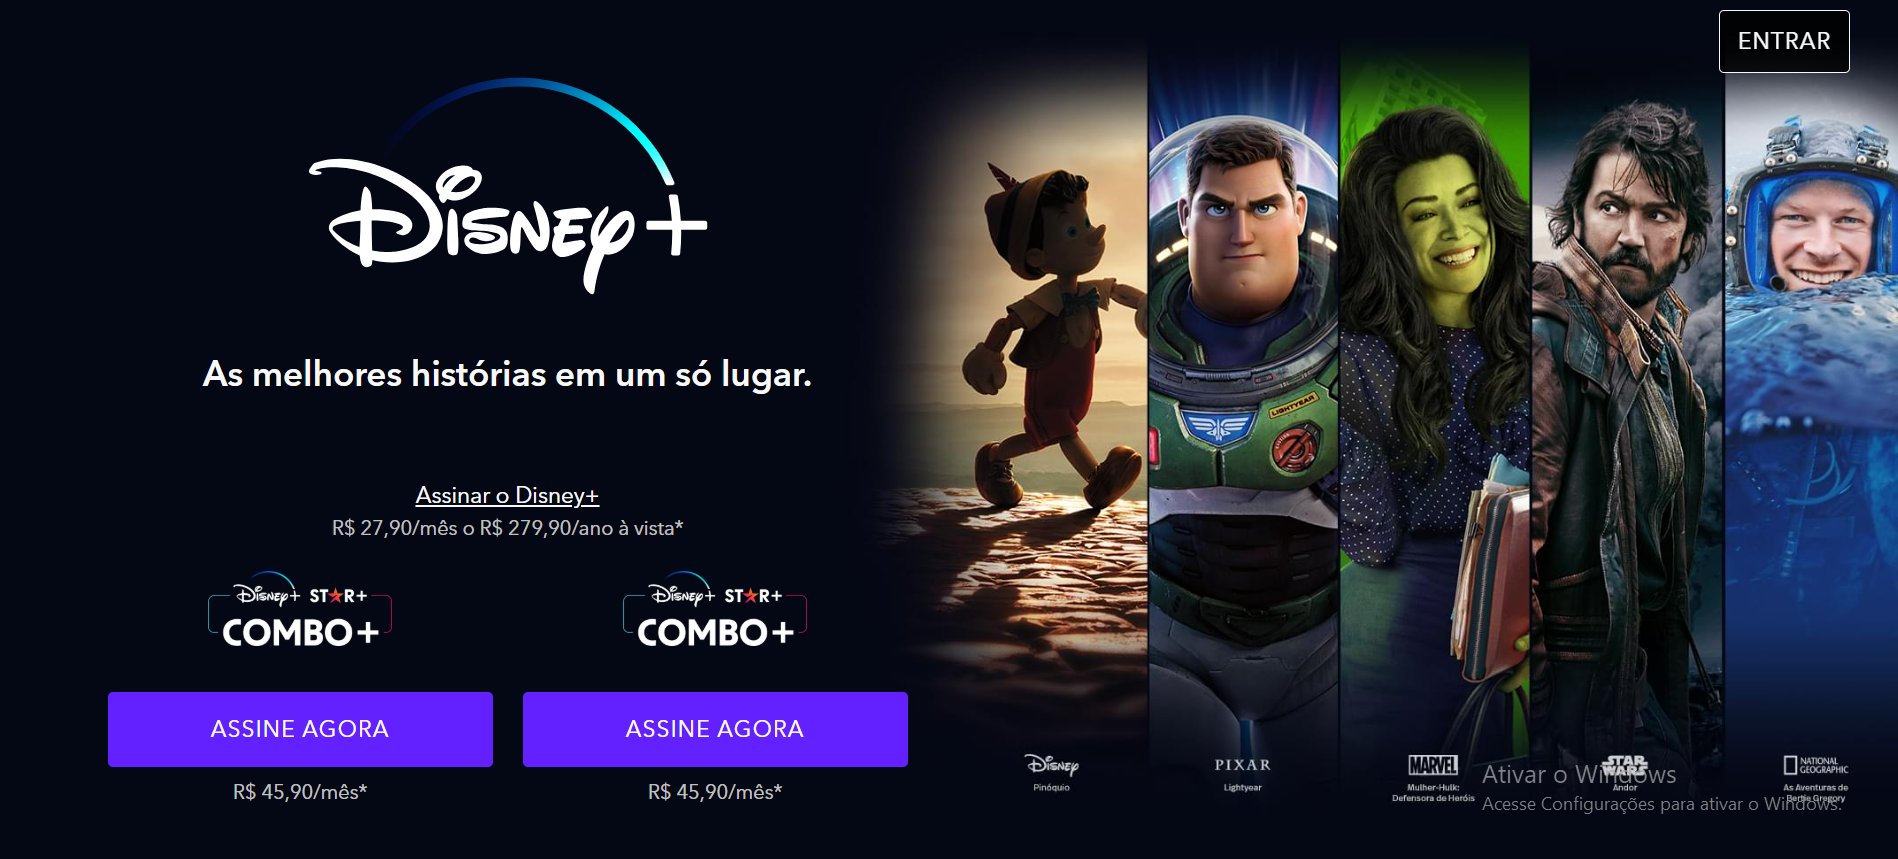 ENTRAR
Disney+
As melhores histórias em um só lugar.
Assinar o Disney+
R$ 27,90/mês o R$ 279,90/ano à vista*
Disney+ STAR+
COMBO+
ASSINE AGORA
R$ 45,90/mês*
Disney+ STAR+
COMBO+
ASSINE AGORA
R$ 45,90/mês*
LIGHTYEAR
Disney
Pinóquio
PIXAR
Lightyear
MARVEL
Mulher-Hulk:
Defensora de Heróis
STAR
WARS
Andor
NATIONAL
GEOGRAPHIC
As Aventuras de
Bertie Gregory
Ativar o Windows
Acesse Configurações para ativar o Windows.